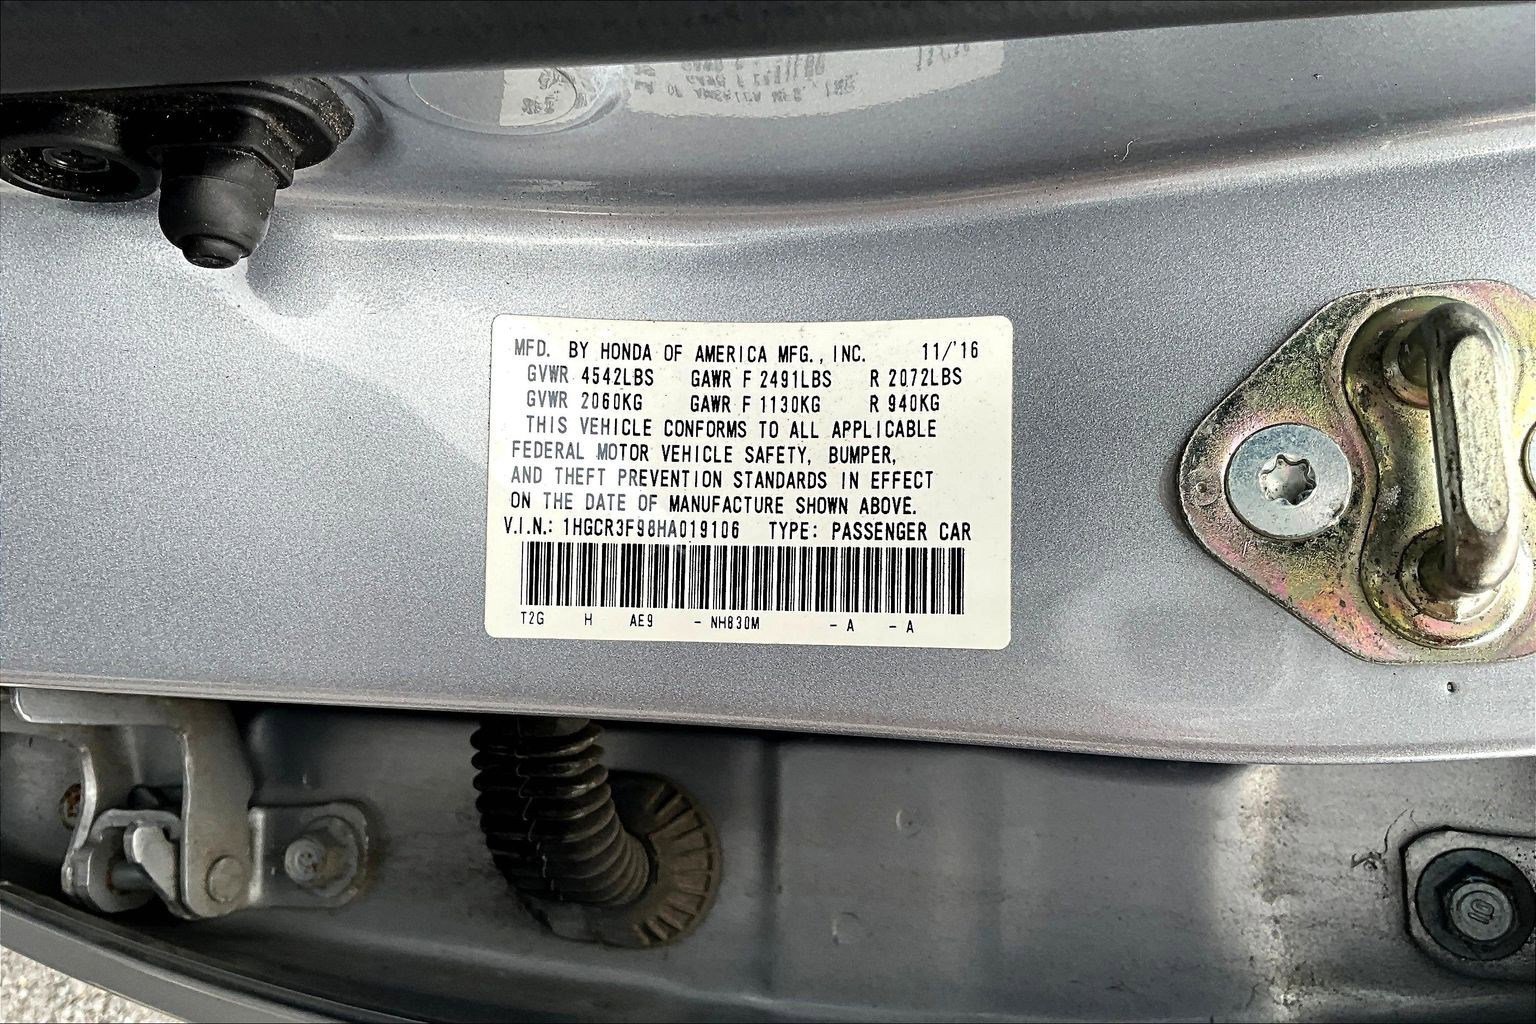 MFD. BY HONDA OF AMERICA MFG., INC. 11/'16
GVWR 4542LBS GAWR F 2491LBS R 2072LBS
GVWR 2060KG GAWR F 1130KG R 940KG
THIS VEHICLE CONFORMS TO ALL APPLICABLE
FEDERAL MOTOR VEHICLE SAFETY, BUMPER,
AND THEFT PREVENTION STANDARDS IN EFFECT
ON THE DATE OF MANUFACTURE SHOWN ABOVE.
V.I.N.: 1HGCR3F98HA019106 TYPE: PASSENGER CAR
T2G H AE9 - NH830M - A - A